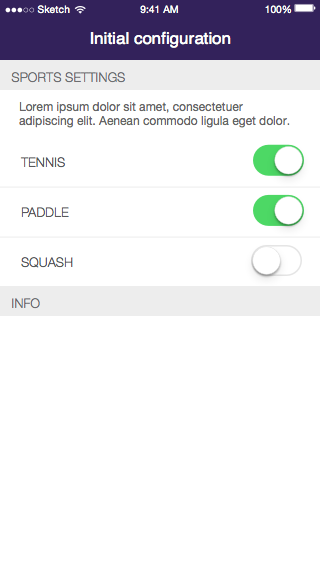 Sketch 9:41 AM 100%
Initial configuration
SPORTS SETTINGS
Lorem ipsum dolor sit amet, consectetuer
adipiscing elit. Aenean commodo ligula eget dolor.
TENNIS
PADDLE
SQUASH
INFO